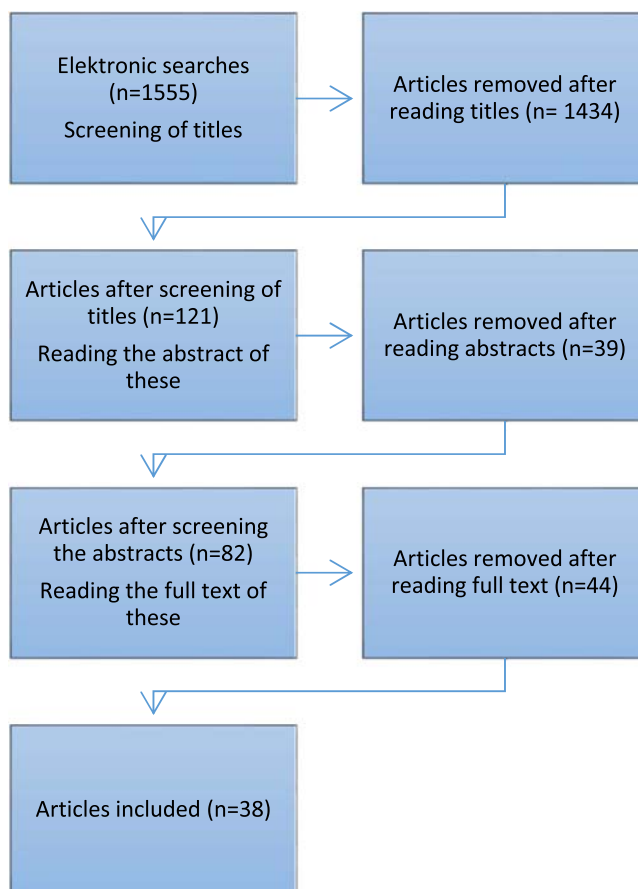 Elektronic searches
(n=1555)
Screening of titles
Articles removed after
reading titles (n= 1434)
Articles after screening of
titles (n=121)
Reading the abstract of
these
Articles removed after
reading abstracts (n=39)
Articles after screening
the abstracts (n=82)
Reading the full text of
these
Articles removed after
reading full text (n=44)
Articles included (n=38)